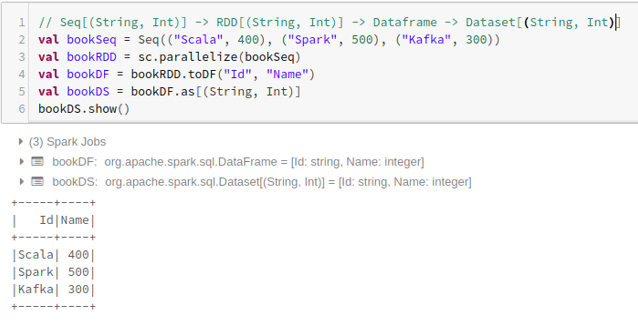 1 // Seq[(String, Int)] -> RDD[(String, Int)] -> Dataframe -> Dataset[(String, Int)]
2 val bookSeq = Seq(("Scala", 400), ("Spark", 500), ("Kafka", 300))
3 val bookRDD = sc.parallelize(bookSeq)
4 val bookDF = bookRDD.toDF("Id", "Name")
5 val bookDS = bookDF.as[(String, Int)]
6 bookDS.show()
(3) Spark Jobs
bookDF: org.apache.spark.sql.DataFrame = [Id: string, Name: integer]
bookDS: org.apache.spark.sql.Dataset[(String, Int)] = [Id: string, Name: integer]
+-----+----+
|   Id|Name|
+-----+----+
|Scala| 400|
|Spark| 500|
|Kafka| 300|
+-----+----+